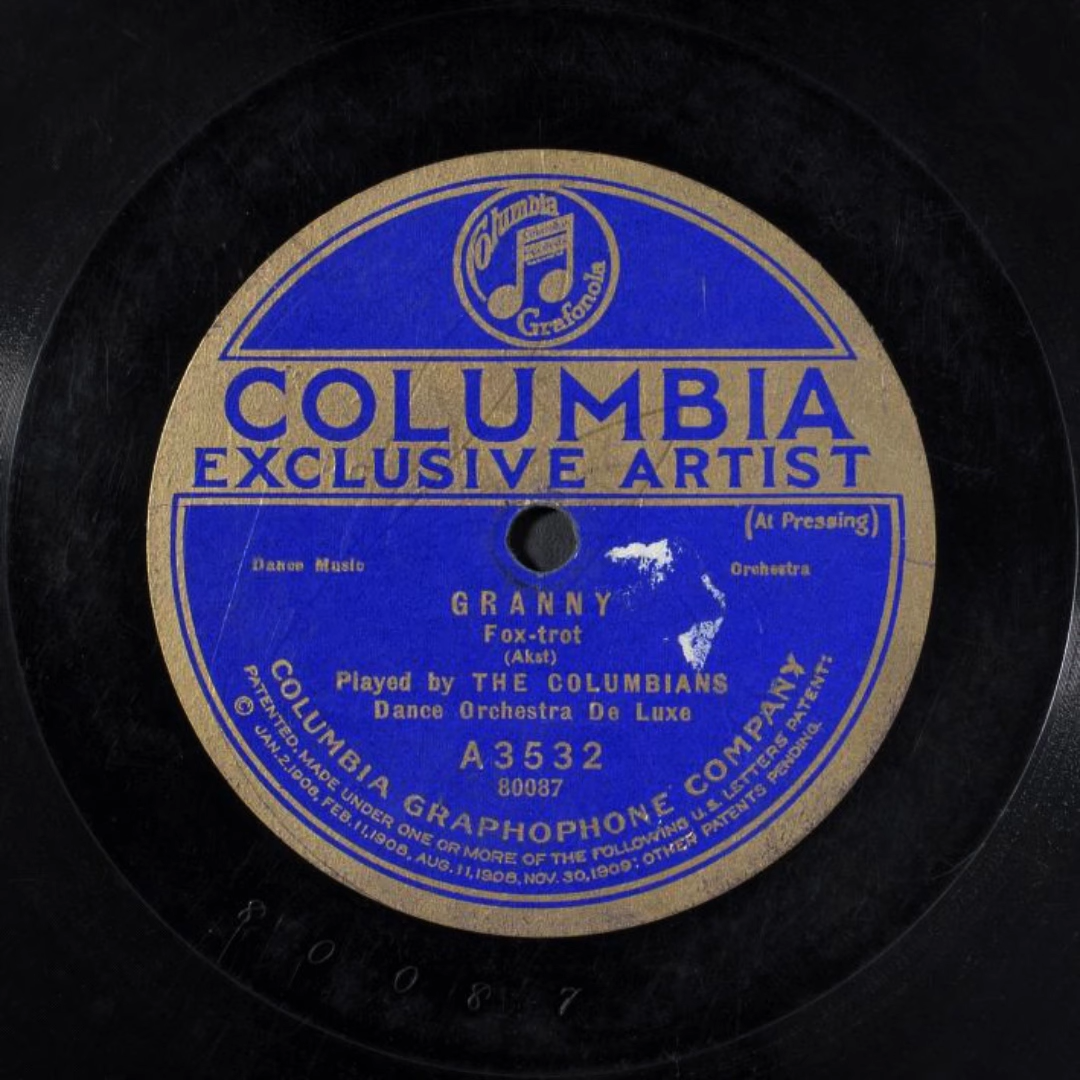 Columbia
Columbia
Records
Grafonola
COLUMBIA
EXCLUSIVE ARTIST
(At Pressing)
Dance Music
Orchestra
GRANNY
Fox-trot
(Akst)
Played by THE COLUMBIANS
Dance Orchestra De Luxe
A3532
80087
COLUMBIA GRAPHOPHONE COMPANY
PATENTED, MADE UNDER ONE OR MORE OF THE FOLLOWING U.S. LETTERS PATENT:
© JAN.2,1906, FEB.11,1908, AUG.11,1908, NOV.30,1909; OTHER PATENTS PENDING.
80087